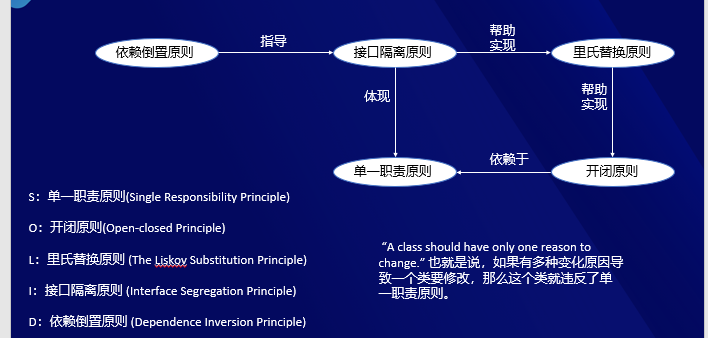 依赖倒置原则
指导
接口隔离原则
帮助
实现
里氏替换原则
体现
帮助
实现
单一职责原则
依赖于
开闭原则
S：单一职责原则(Single Responsibility Principle)
O：开闭原则(Open-closed Principle)
L：里氏替换原则 (The Liskov Substitution Principle)
I：接口隔离原则 (Interface Segregation Principle)
D：依赖倒置原则 (Dependence Inversion Principle)
“A class should have only one reason to
change.” 也就是说，如果有多种变化原因导
致一个类要修改，那么这个类就违反了单
一职责原则。